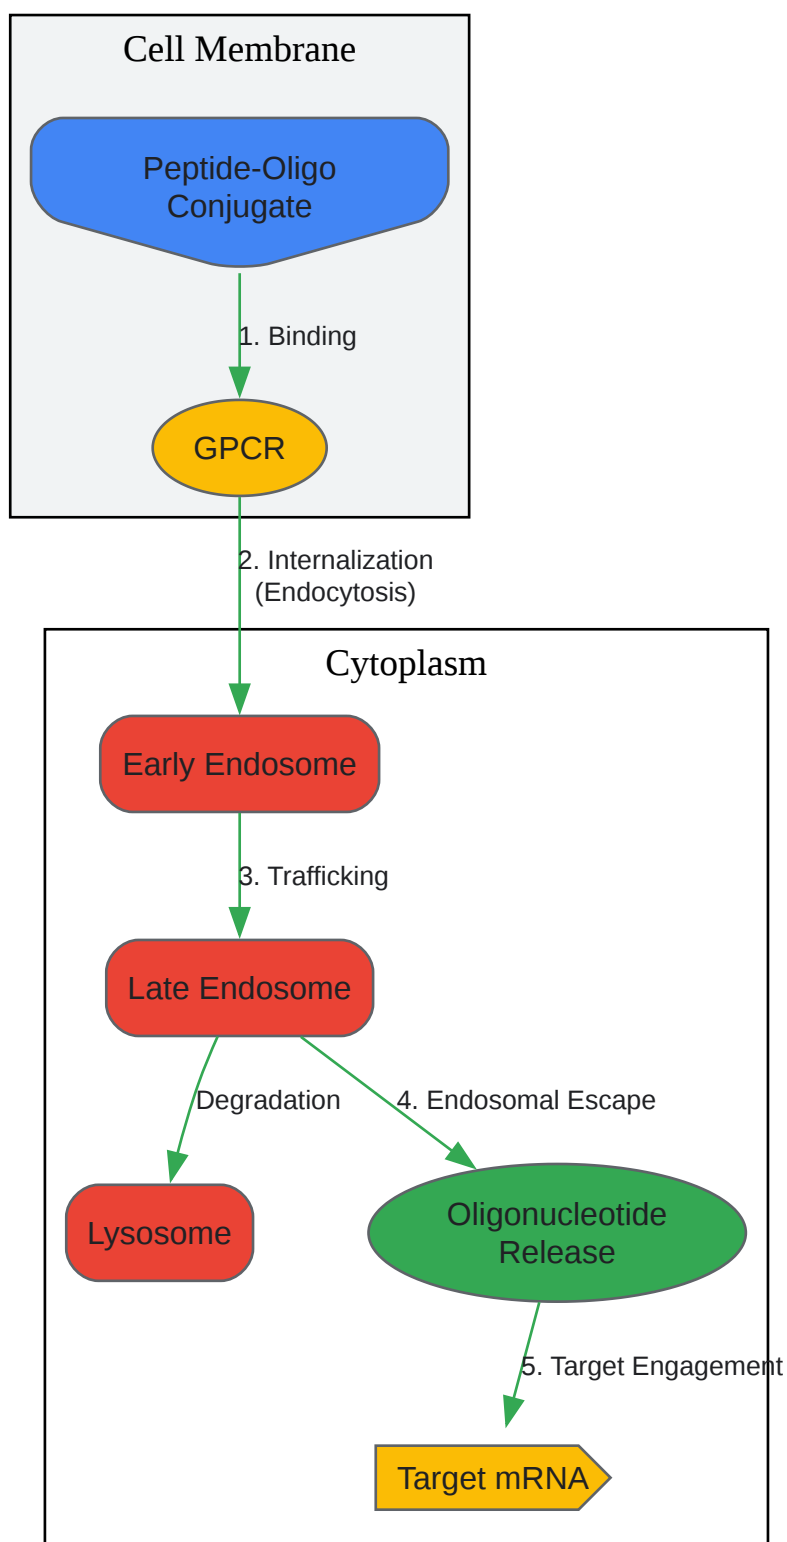 Cell Membrane
Peptide-Oligo
Conjugate
1. Binding
GPCR
2. Internalization
(Endocytosis)
Cytoplasm
Early Endosome
3. Trafficking
Late Endosome
Degradation
4. Endosomal Escape
Lysosome
Oligonucleotide
Release
5. Target Engagement
Target mRNA